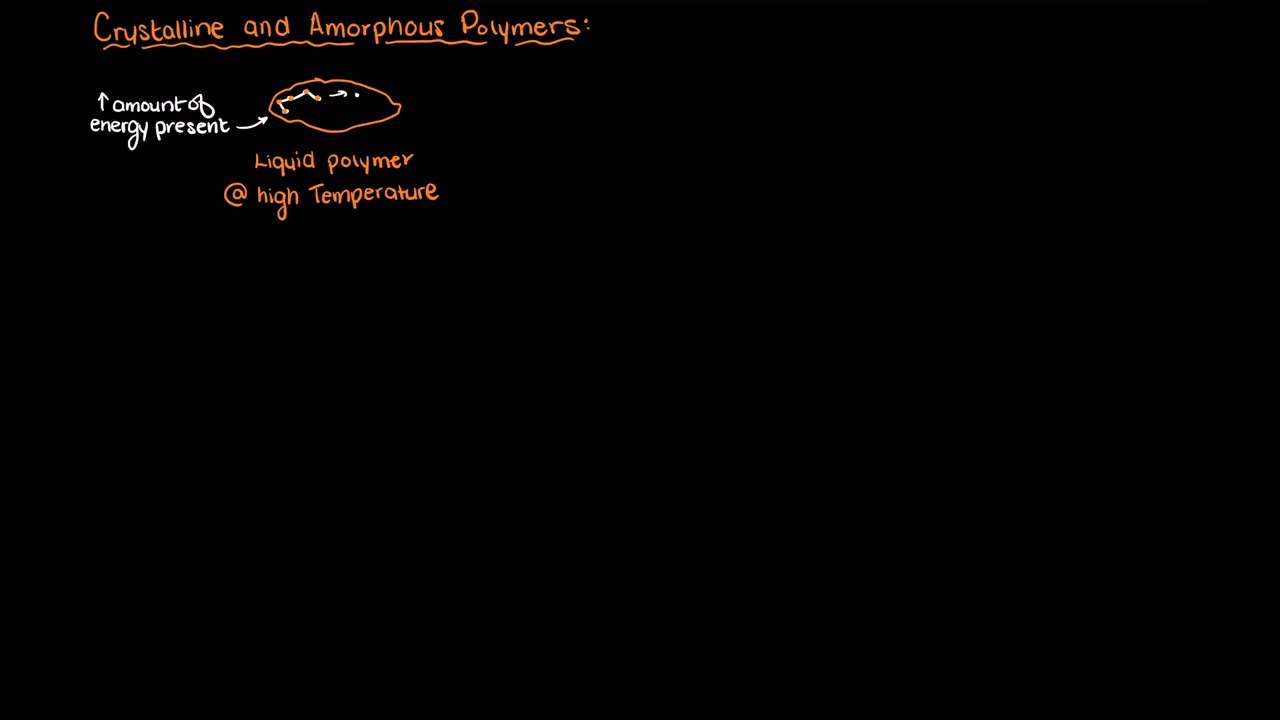 Crystalline and Amorphous Polymers:
↑ amount of
energy present
Liquid polymer
@ high Temperature